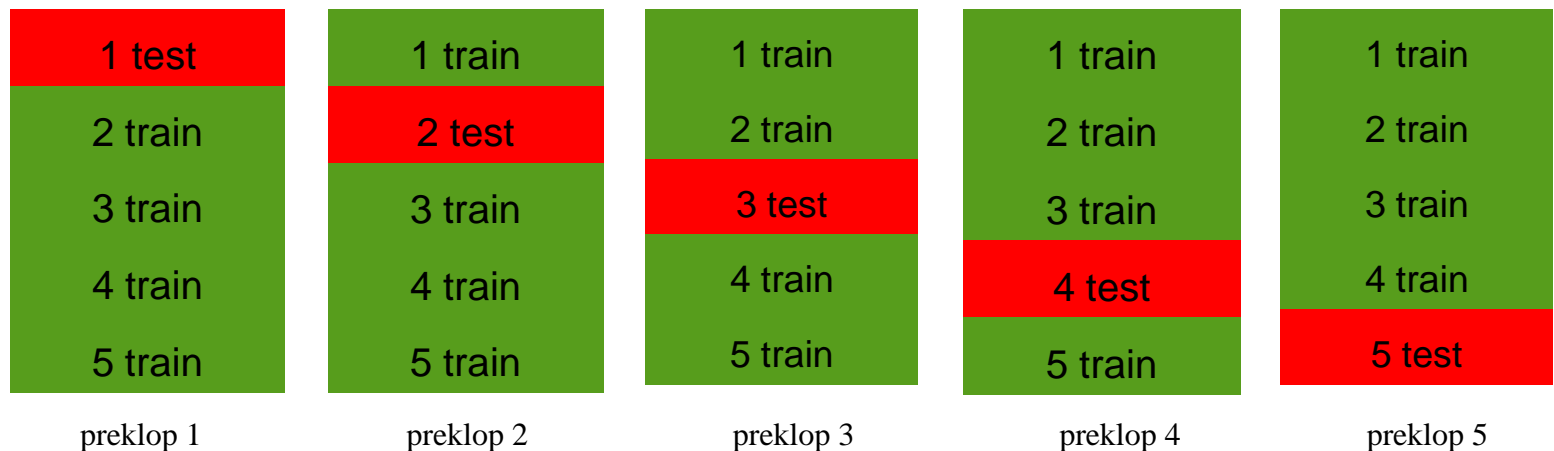 1 test
2 train
3 train
4 train
5 train
preklop 1
1 train
2 test
3 train
4 train
5 train
preklop 2
1 train
2 train
3 test
4 train
5 train
preklop 3
1 train
2 train
3 train
4 test
5 train
preklop 4
1 train
2 train
3 train
4 train
5 test
preklop 5